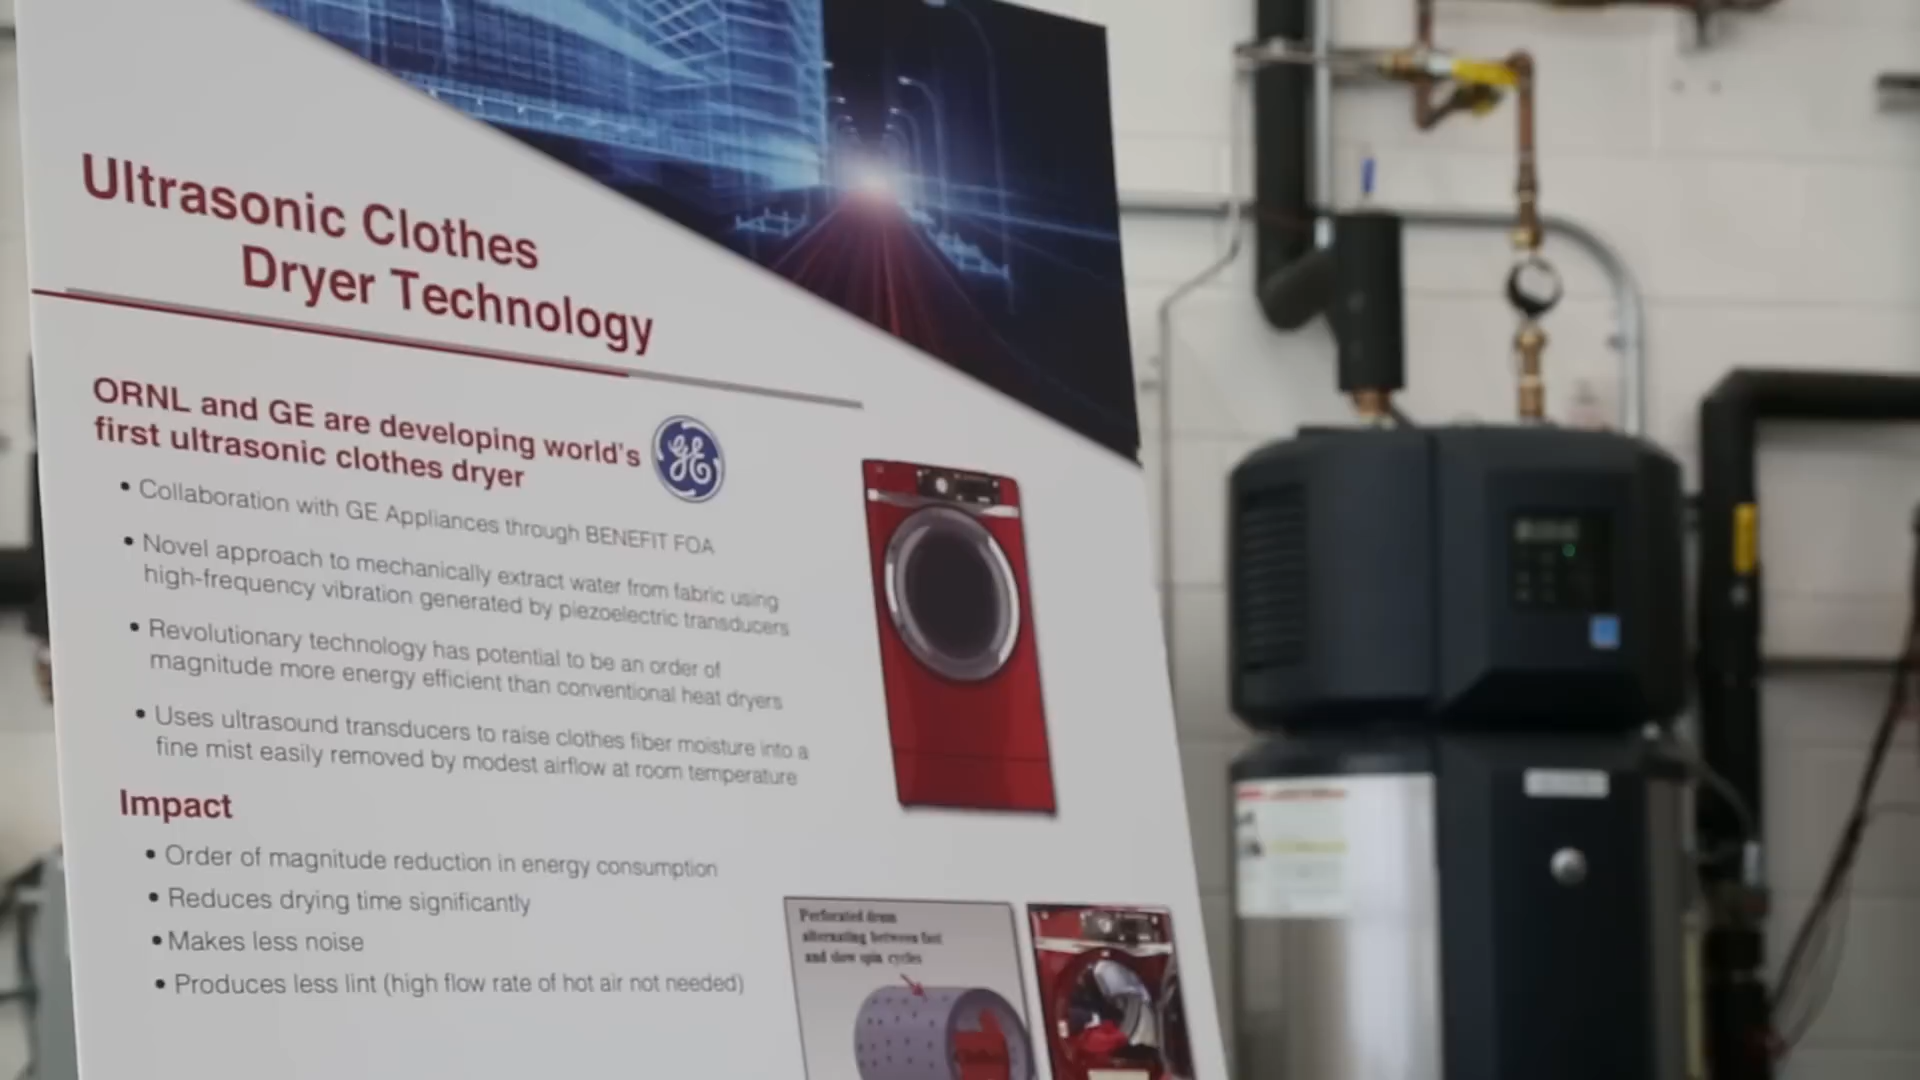 Ultrasonic Clothes
Dryer Technology
ORNL and GE are developing world's
first ultrasonic clothes dryer
GE
• Collaboration with GE Appliances through BENEFIT FOA
• Novel approach to mechanically extract water from fabric using
high-frequency vibration generated by piezoelectric transducers
• Revolutionary technology has potential to be an order of
magnitude more energy efficient than conventional heat dryers
• Uses ultrasound transducers to raise clothes fiber moisture into a
fine mist easily removed by modest airflow at room temperature
Impact
• Order of magnitude reduction in energy consumption
• Reduces drying time significantly
• Makes less noise
• Produces less lint (high flow rate of hot air not needed)
Perforated drum
alternating between fast
and slow spin cycles